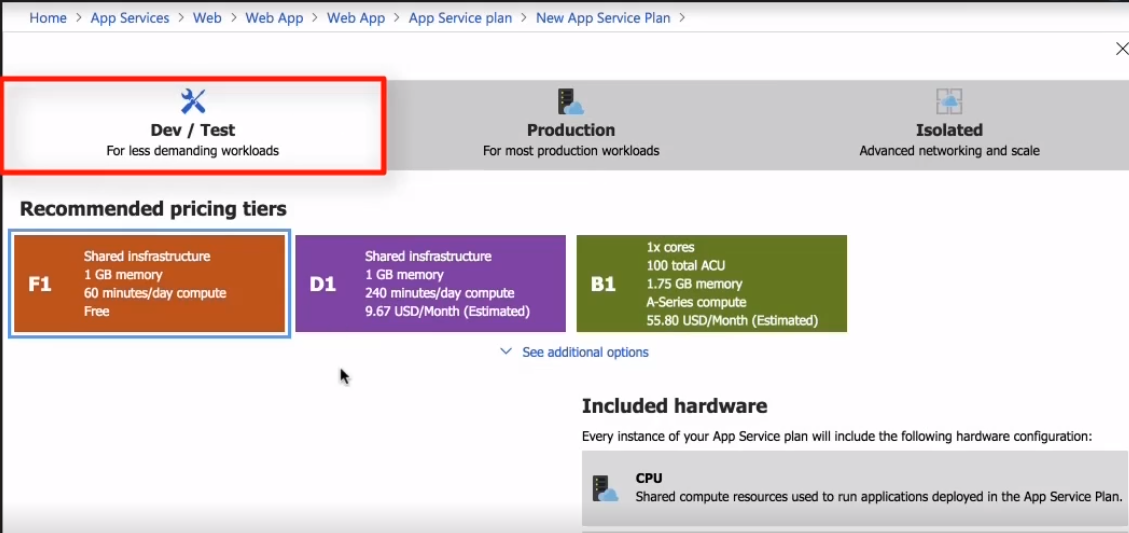 Home > App Services > Web > Web App > Web App > App Service plan > New App Service Plan >
Dev / Test
For less demanding workloads
Production
For most production workloads
Isolated
Advanced networking and scale
Recommended pricing tiers
F1
Shared insfrastructure
1 GB memory
60 minutes/day compute
Free
D1
Shared insfrastructure
1 GB memory
240 minutes/day compute
9.67 USD/Month (Estimated)
B1
1x cores
100 total ACU
1.75 GB memory
A-Series compute
55.80 USD/Month (Estimated)
See additional options
Included hardware
Every instance of your App Service plan will include the following hardware configuration:
CPU
Shared compute resources used to run applications deployed in the App Service Plan.